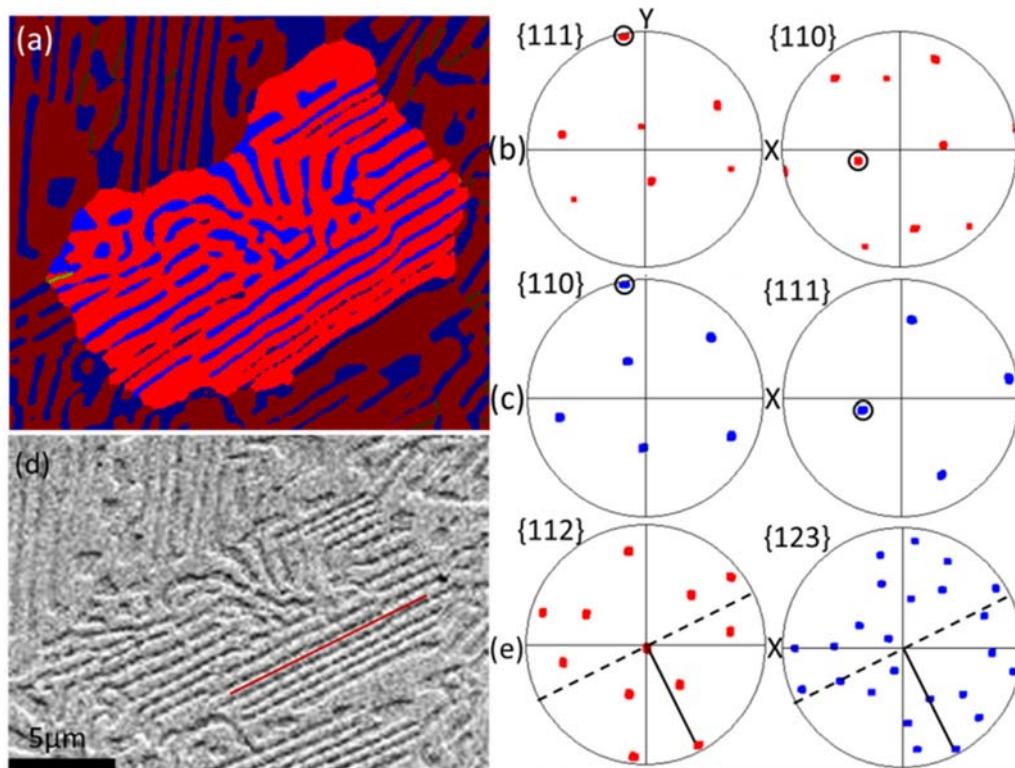 (a)
{111}
Y
{110}
(b)
X
{110}
{111}
(c)
X
(d)
5μm
{112}
{123}
(e)
X